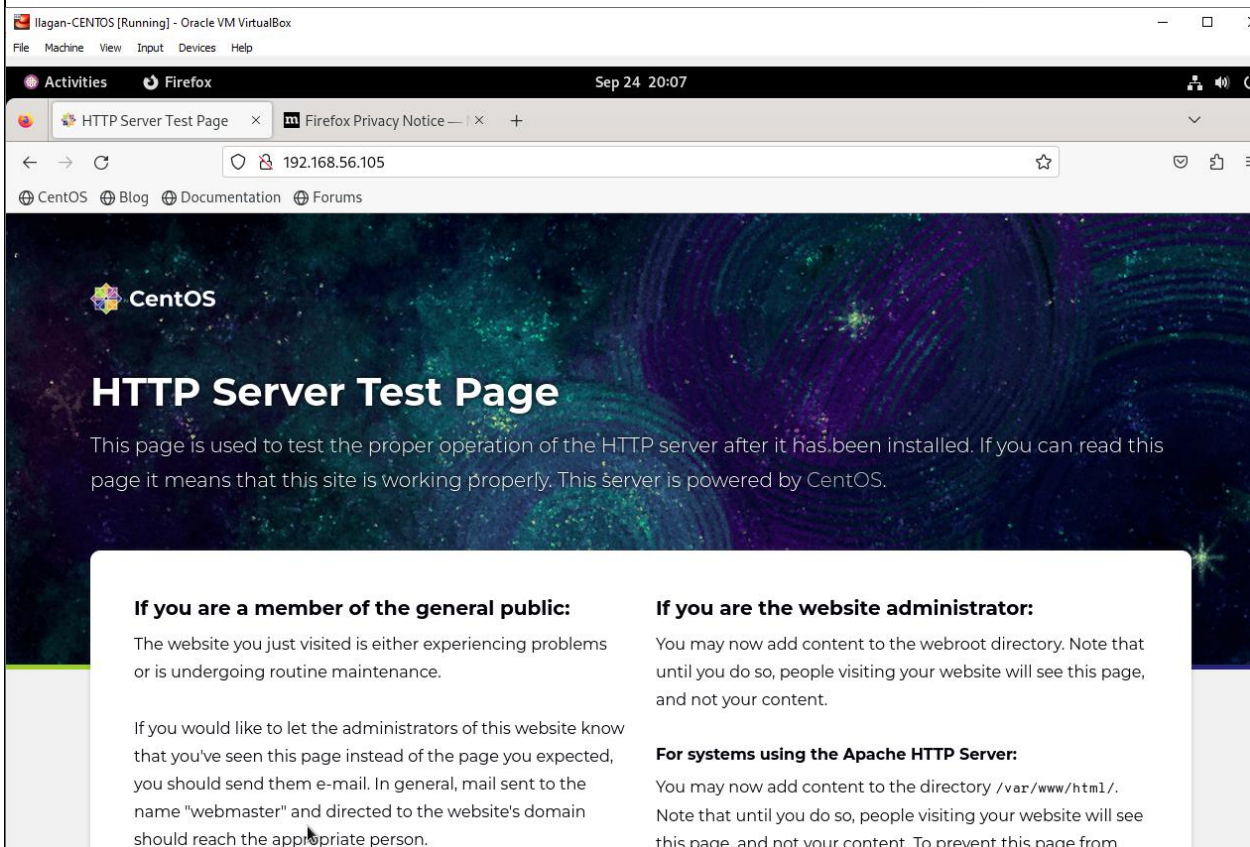 Ilagan-CENTOS [Running] - Oracle VM VirtualBox
File Machine View Input Devices Help
Activities Firefox Sep 24 20:07
HTTP Server Test Page × m Firefox Privacy Notice — × +
192.168.56.105
CentOS Blog Documentation Forums
CentOS
HTTP Server Test Page
This page is used to test the proper operation of the HTTP server after it has been installed. If you can read this
page it means that this site is working properly. This server is powered by CentOS.
If you are a member of the general public:
The website you just visited is either experiencing problems
or is undergoing routine maintenance.
If you would like to let the administrators of this website know
that you've seen this page instead of the page you expected,
you should send them e-mail. In general, mail sent to the
name "webmaster" and directed to the website's domain
should reach the appropriate person.
If you are the website administrator:
You may now add content to the webroot directory. Note that
until you do so, people visiting your website will see this page,
and not your content.
For systems using the Apache HTTP Server:
You may now add content to the directory /var/www/html/.
Note that until you do so, people visiting your website will see
this page, and not your content. To prevent this page from